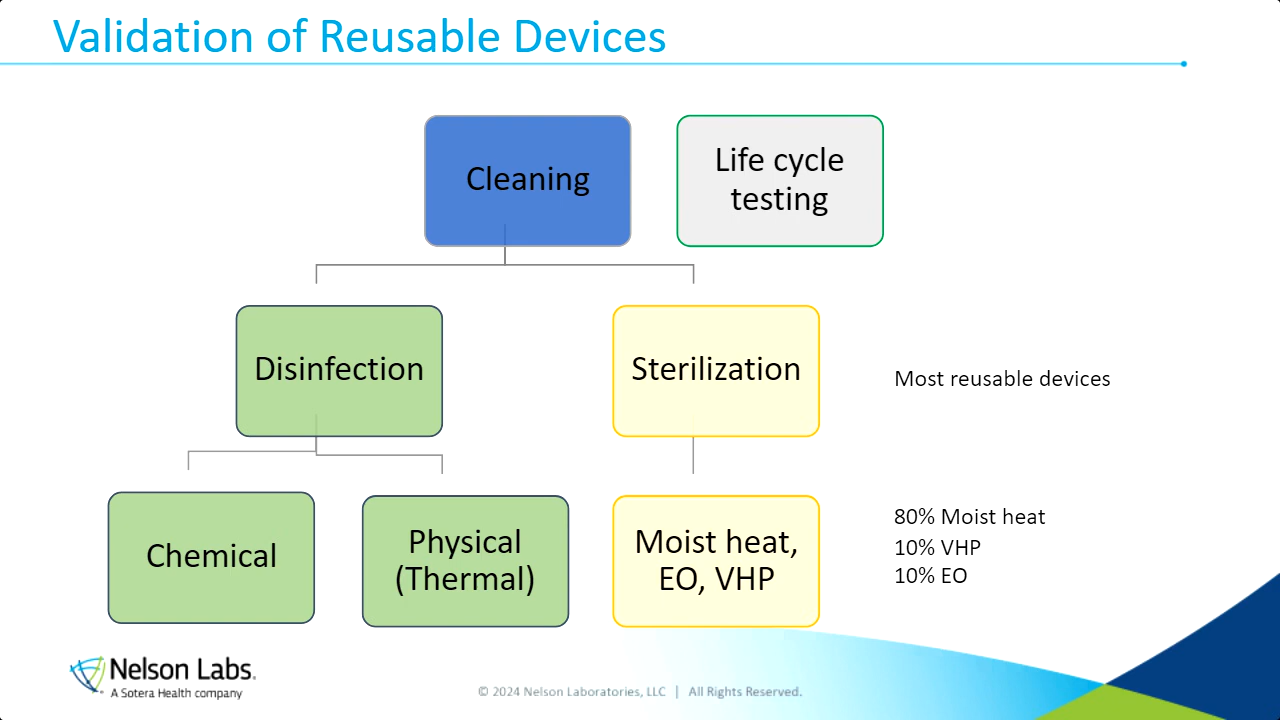 Validation of Reusable Devices
Cleaning
Life cycle
testing
Disinfection
Sterilization
Most reusable devices
Chemical
Physical
(Thermal)
Moist heat,
EO, VHP
80% Moist heat
10% VHP
10% EO
Nelson Labs.
A Sotera Health company
© 2024 Nelson Laboratories, LLC | All Rights Reserved.